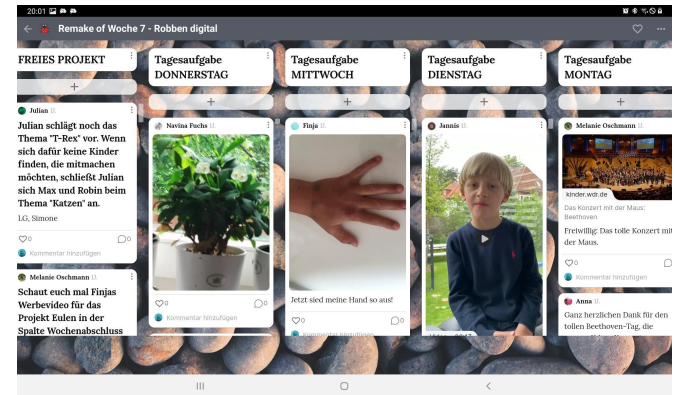 20:01
Remake of Woche 7 - Robben digital
FREIES PROJEKT
Julian
Julian schlägt noch das
Thema "T-Rex" vor. Wenn
sich dafür keine Kinder
finden, die mitmachen
möchten, schließt Julian
sich Max und Robin beim
Thema "Katzen" an.
LG, Simone
0
0
Kommentar hinzufügen
Melanie Oschmann
Schaut euch mal Finjas
Werbevideo für das
Projekt Eulen in der
Spalte Wochenabschluss
Tagesaufgabe
DONNERSTAG
Navina Fuchs
0
0
Kommentar hinzufügen
Tagesaufgabe
MITTWOCH
Finja
Jetzt sied meine Hand so aus!
0
0
Kommentar hinzufügen
Tagesaufgabe
DIENSTAG
Jannis
Tagesaufgabe
MONTAG
Melanie Oschmann
kinder.wdr.de
Das Konzert mit der Maus:
Beethoven
Freiwillig: Das tolle Konzert mit
der Maus.
0
Kommentar hinzufügen
Anna
Ganz herzlichen Dank für den
tollen Beethoven-Tag, die